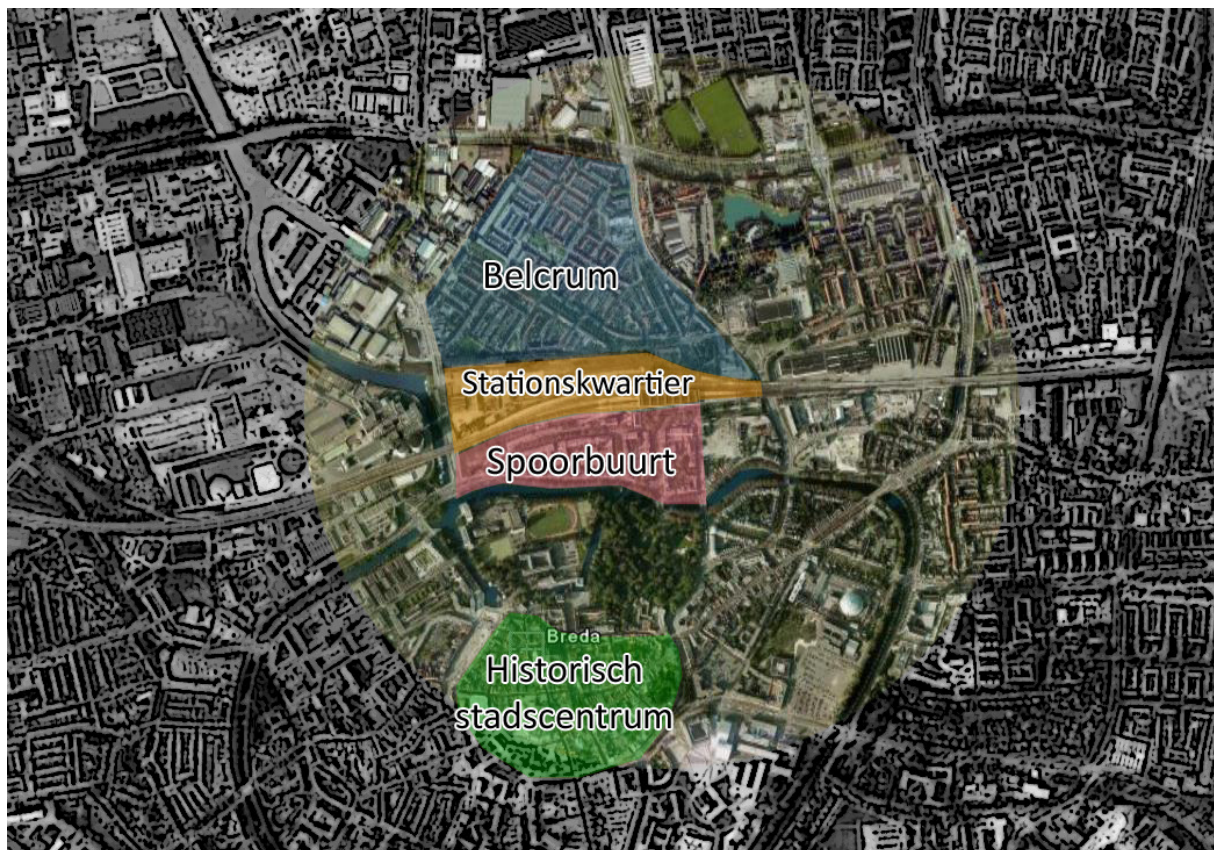 Belcrum
Stationskwartier
Spoorbuurt
Breda
Historisch
stadscentrum